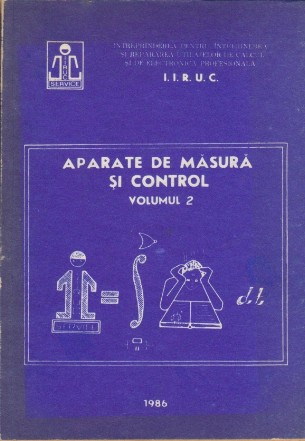 ÎNTREPRINDEREA PENTRU ÎNTREȚINEREA
ȘI REPARAREA UTILAJELOR DE CALCUL
ȘI DE ELECTRONICĂ PROFESIONALĂ
I.I.R.U.C.
SERVICE
APARATE DE MĂSURĂ
ȘI CONTROL
VOLUMUL 2
d.t.
SERVICE
1986